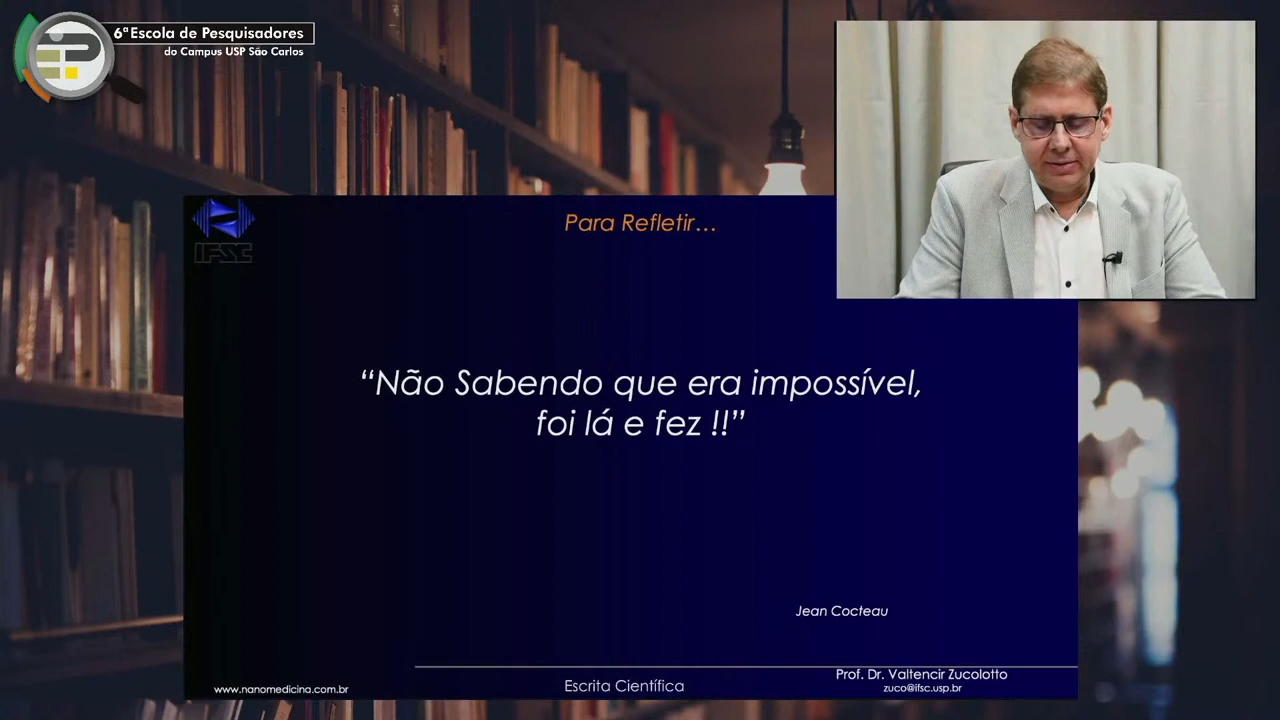 6ª Escola de Pesquisadores
do Campus USP São Carlos
IFSC
Para Refletir...
“Não Sabendo que era impossível,
foi lá e fez !!”
Jean Cocteau
www.nanomedicina.com.br
Escrita Científica
Prof. Dr. Valtencir Zucolotto
zuco@ifsc.usp.br